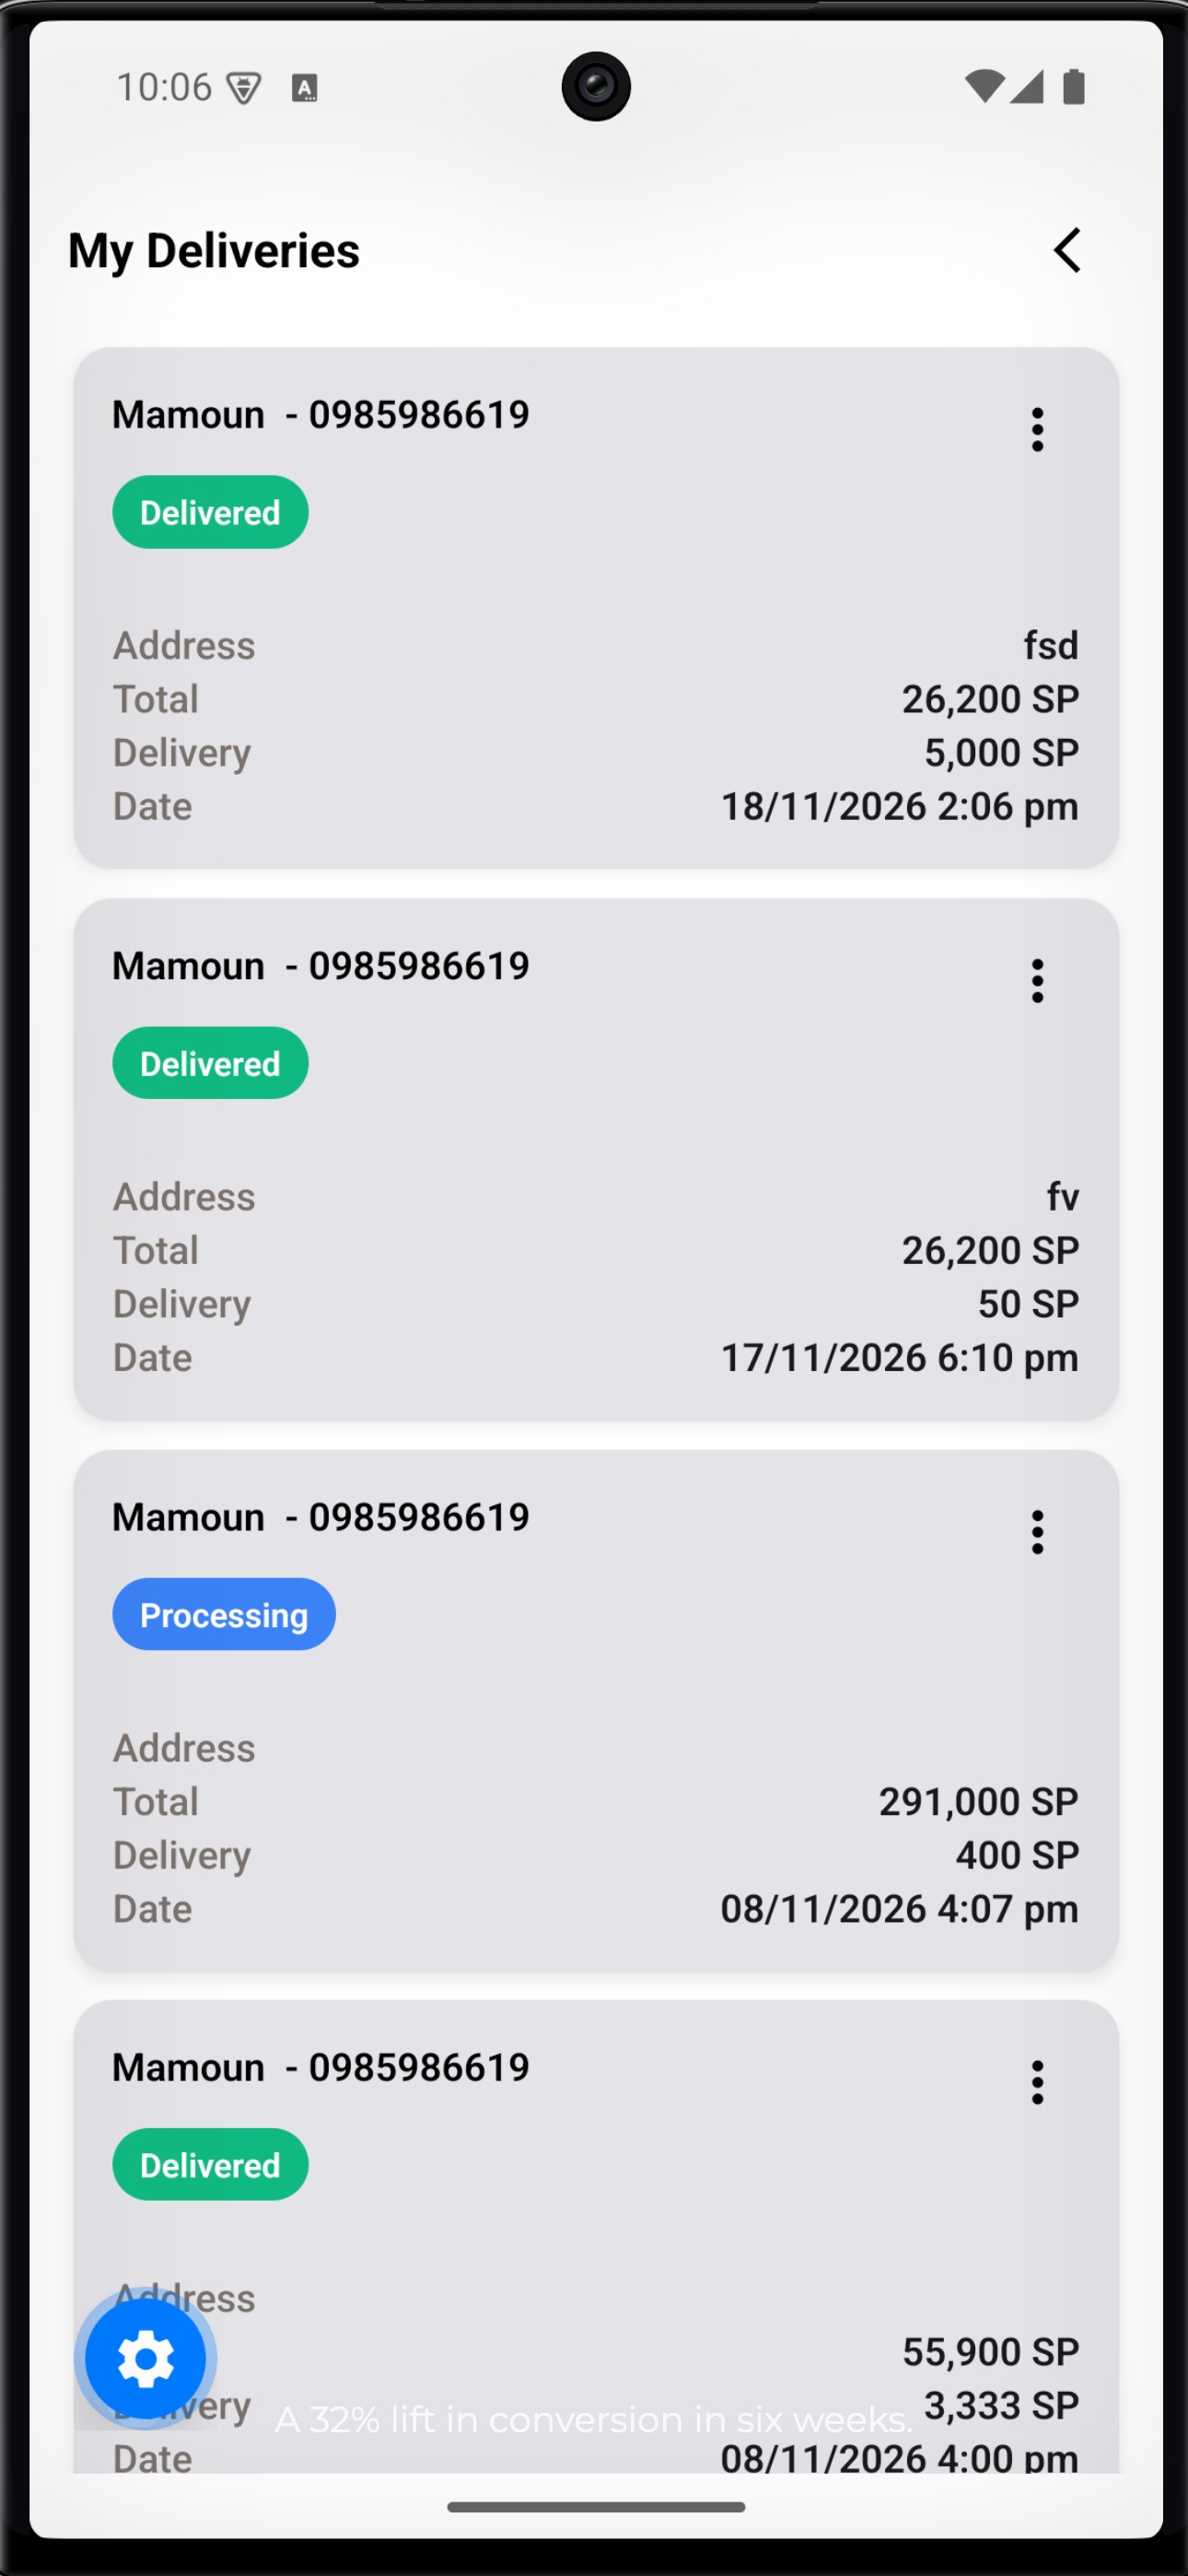 10:06
My Deliveries
Mamoun - 0985986619
Delivered
Address fsd
Total 26,200 SP
Delivery 5,000 SP
Date 18/11/2026 2:06 pm
Mamoun - 0985986619
Delivered
Address fv
Total 26,200 SP
Delivery 50 SP
Date 17/11/2026 6:10 pm
Mamoun - 0985986619
Processing
Address
Total 291,000 SP
Delivery 400 SP
Date 08/11/2026 4:07 pm
Mamoun - 0985986619
Delivered
Address
55,900 SP
very 3,333 SP
A 32% lift in conversion in six weeks.
Date 08/11/2026 4:00 pm